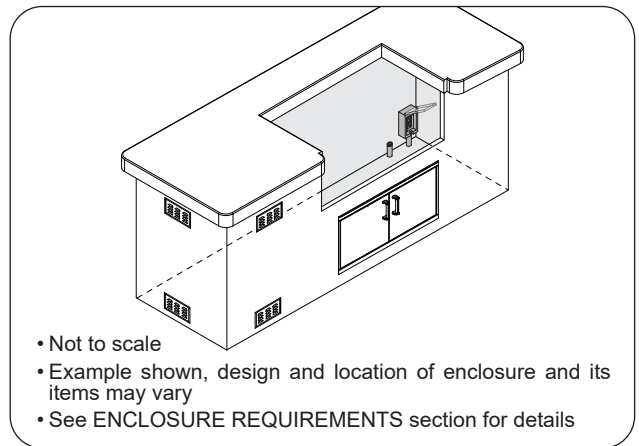 • Not to scale
• Example shown, design and location of enclosure and its
items may vary
• See ENCLOSURE REQUIREMENTS section for details